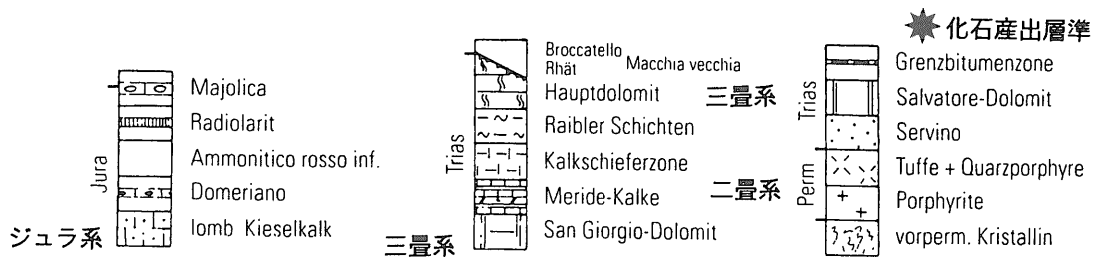 Majolica
Radiolarit
Ammonitico rosso inf.
Domeriano
lomb Kieselkalk
Jura
ジュラ系
Broccatello
Rhät Macchia vecchia
Hauptdolomit
Raibler Schichten
Kalkschieferzone
Meride-Kalke
San Giorgio-Dolomit
Trias
三畳系
化石産出層準
Grenzbitumenzone
Salvatore-Dolomit
Servino
Tuffe + Quarzporphyre
Porphyrite
vorperm. Kristallin
Trias
三畳系
Perm
二畳系